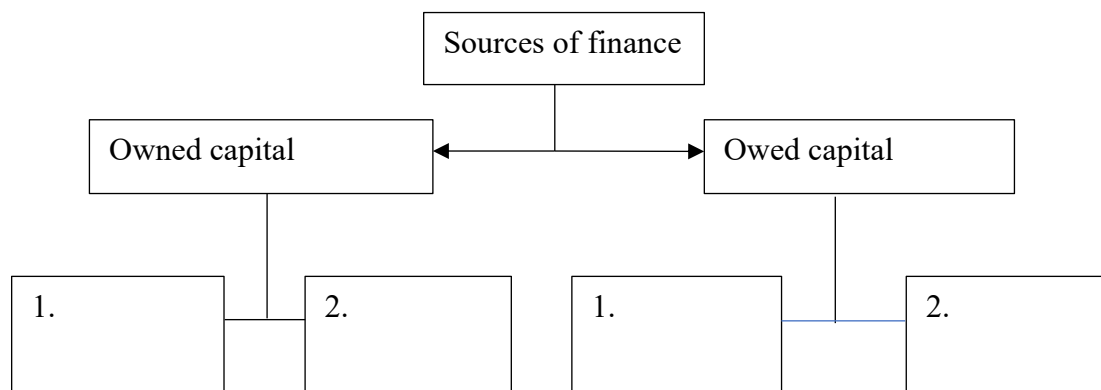 Sources of finance
Owned capital
Owed capital
1.
2.
1.
2.